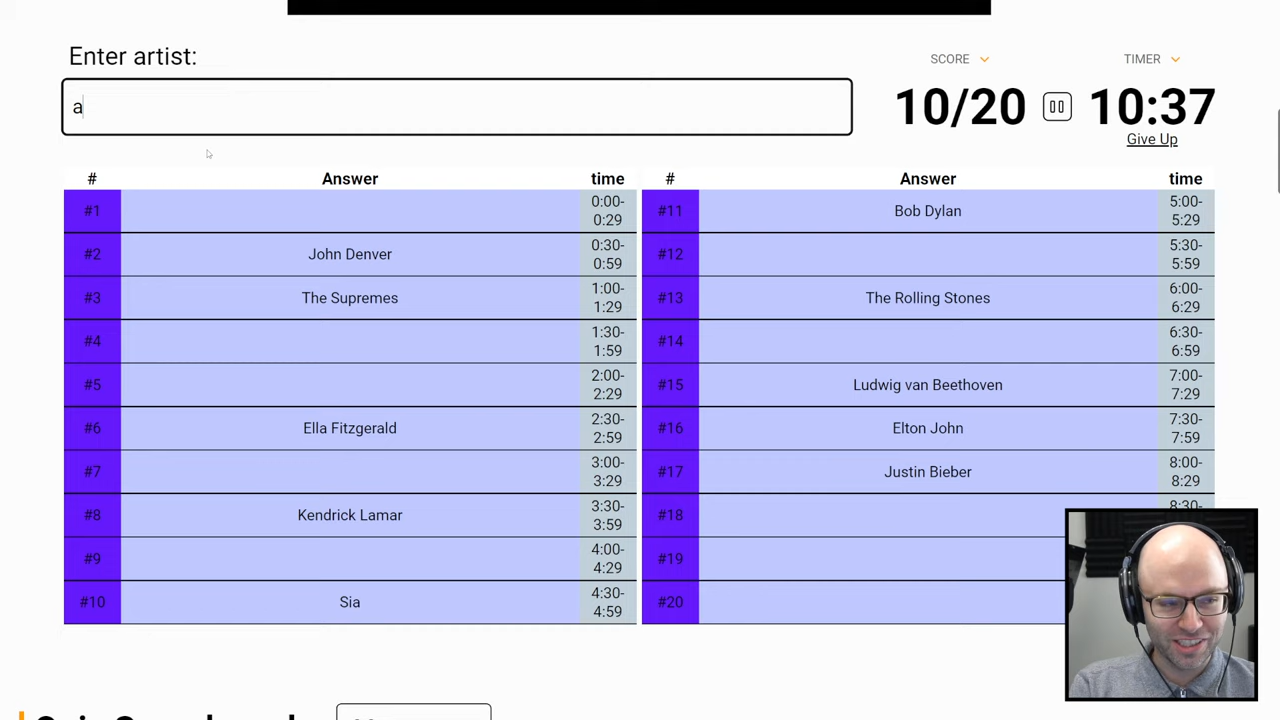 Enter artist:
a
SCORE
10/20
TIMER
10:37
Give Up
# Answer time
#1 0:00-0:29
#2 John Denver 0:30-0:59
#3 The Supremes 1:00-1:29
#4 1:30-1:59
#5 2:00-2:29
#6 Ella Fitzgerald 2:30-2:59
#7 3:00-3:29
#8 Kendrick Lamar 3:30-3:59
#9 4:00-4:29
#10 Sia 4:30-4:59
# Answer time
#11 Bob Dylan 5:00-5:29
#12 5:30-5:59
#13 The Rolling Stones 6:00-6:29
#14 6:30-6:59
#15 Ludwig van Beethoven 7:00-7:29
#16 Elton John 7:30-7:59
#17 Justin Bieber 8:00-8:29
#18 8:30-
#19
#20